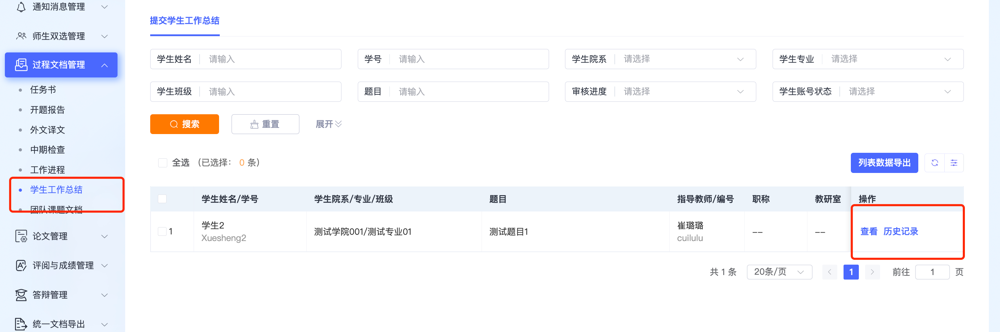 通知消息管理
师生双选管理
过程文档管理
任务书
开题报告
外文译文
中期检查
工作进程
学生工作总结
团队课题文档
论文管理
评阅与成绩管理
答辩管理
统一文档导出
提交学生工作总结
学生姓名 请输入 学号 请输入 学生院系 请选择 学生专业 请选择
学生班级 请输入 题目 请输入 审核进度 请选择 学生账号状态 请选择
搜索 重置 展开
全选 (已选择: 0 条) 列表数据导出
学生姓名/学号 学生院系/专业/班级 题目 指导教师/编号 职称 教研室 操作
1 学生2 测试学院001/测试专业01 测试题目1 崔璐璐 -- -- 查看 历史记录
Xuesheng2 cuilulu
共 1 条 20条/页 1 前往 1 页